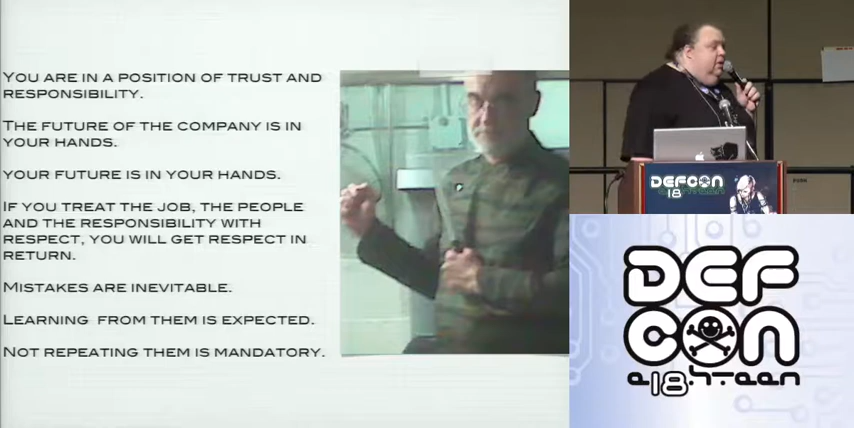 YOU ARE IN A POSITION OF TRUST AND
RESPONSIBILITY.
THE FUTURE OF THE COMPANY IS IN
YOUR HANDS.
YOUR FUTURE IS IN YOUR HANDS.
IF YOU TREAT THE JOB, THE PEOPLE
AND THE RESPONSIBILITY WITH
RESPECT, YOU WILL GET RESPECT IN
RETURN.
MISTAKES ARE INEVITABLE.
LEARNING FROM THEM IS EXPECTED.
NOT REPEATING THEM IS MANDATORY.
DEFCON
18
DEF
CON
e18h-teen